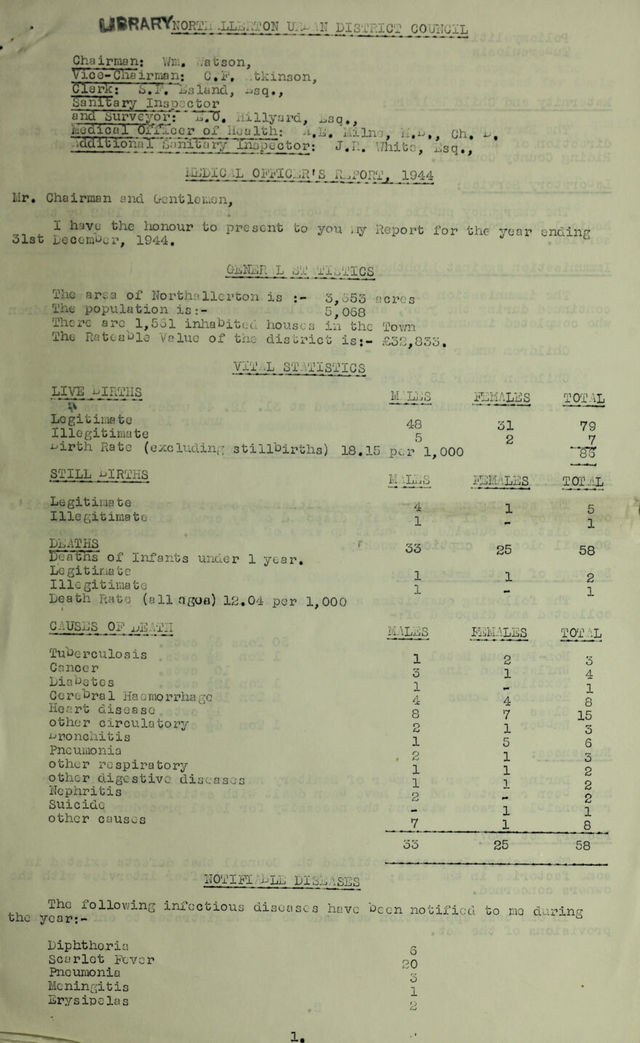 LIBRARY NORTHALLERTON URBAN DISTRICT COUNCIL
Chairman: Wm. Watson,
Vice-Chairman: C.F. Atkinson,
Clerk: S.F. Esland, Esq.,
Sanitary Inspector
and Surveyor: Hillyard, Esq.,
Medical Officer of Health: Milne, M.B., Ch. B.
Additional Sanitary Inspector: J.R. White, Esq.,
MEDICAL OFFICER'S REPORT, 1944
Mr. Chairman and Gentlemen,
I have the honour to present to you my Report for the year ending
31st December, 1944.
GENERAL STATISTICS
The area of Northallerton is :- 3,553 acres
The population is:- 5,068
There are 1,531 inhabited houses in the Town
The Rateable Value of the district is:- £38,833.
VITAL STATISTICS
LIVE BIRTHS MALES FEMALES TOTAL
Legitimate 48 31 79
Illegitimate 5 2 7
Birth Rate (excluding stillbirths) 18.15 per 1,000 86
STILL BIRTHS MALES FEMALES TOTAL
Legitimate 4 1 5
Illegitimate 1 - 1
DEATHS 33 25 58
Deaths of Infants under 1 year.
Legitimate 1 1 2
Illegitimate 1 - 1
Death Rate (all ages) 12.04 per 1,000
CAUSES OF DEATH MALES FEMALES TOTAL
Tuberculosis 1 2 3
Cancer 3 1 4
Diabetes 1 - 1
Cerebral Haemorrhage 4 4 8
Heart disease. 8 7 15
other circulatory 2 1 3
Bronchitis 1 5 6
Pneumonia 2 1 3
other respiratory 1 1 2
other digestive diseases 1 1 2
Nephritis 2 - 2
Suicide - 1 1
other causes 7 1 8
33 25 58
NOTIFIABLE DISEASES
The following infectious diseases have been notified to me during
the year:-
Diphtheria 6
Scarlet Fever 20
Pneumonia 3
Meningitis 1
Erysipelas 2
1.